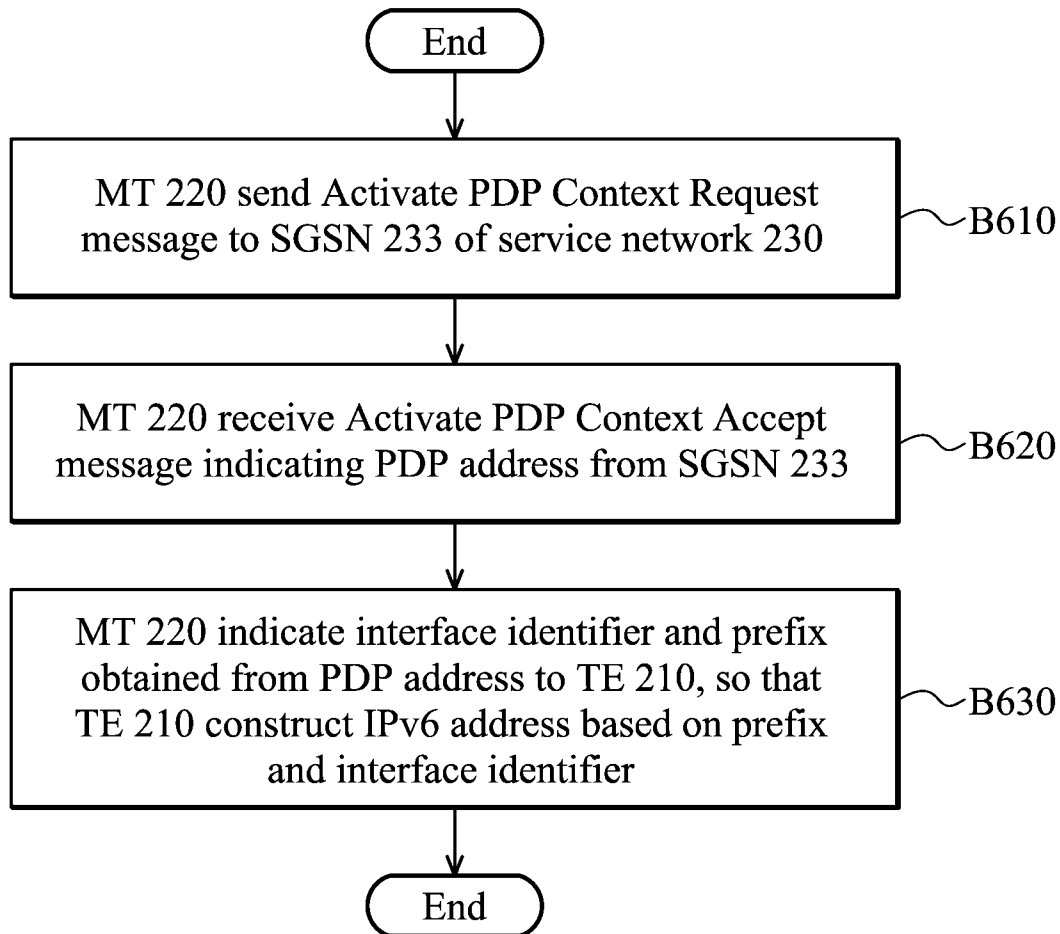 End
MT 220 send Activate PDP Context Request
message to SGSN 233 of service network 230
B610
MT 220 receive Activate PDP Context Accept
message indicating PDP address from SGSN 233
B620
MT 220 indicate interface identifier and prefix
obtained from PDP address to TE 210, so that
TE 210 construct IPv6 address based on prefix
and interface identifier
B630
End